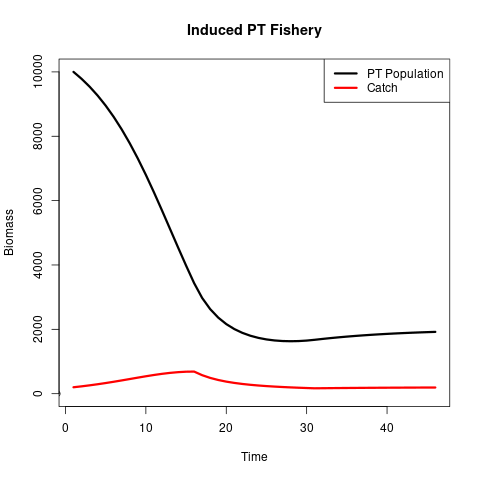 Induced PT Fishery
PT Population
Catch
Biomass
10000
8000
6000
4000
2000
0
0 10 20 30 40
Time